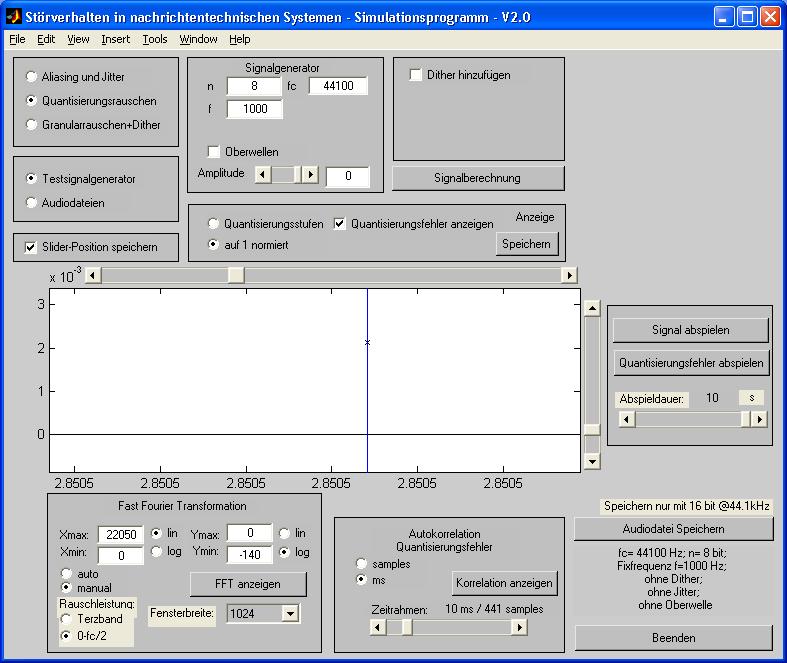 Störverhalten in nachrichtentechnischen Systemen - Simulationsprogramm - V2.0
File Edit View Insert Tools Window Help
Aliasing und Jitter
Quantisierungsrauschen
Granularrauschen+Dither
Testsignalgenerator
Audiodateien
Slider-Position speichern
Signalgenerator
n 8 fc 44100
f 1000
Oberwellen
Amplitude 0
Dither hinzufügen
Signalberechnung
Anzeige
Quantisierungsstufen Quantisierungsfehler anzeigen
auf 1 normiert
Speichern
x 10-3
3
2
1
0
2.8505 2.8505 2.8505 2.8505 2.8505 2.8505
Signal abspielen
Quantisierungsfehler abspielen
Abspieldauer: 10 s
Fast Fourier Transformation
Xmax: 22050 lin Ymax: 0 lin
Xmin: 0 log Ymin: -140 log
auto
manual
FFT anzeigen
Rauschleistung:
Terzband
0-fc/2
Fensterbreite: 1024
Autokorrelation
Quantisierungsfehler
samples
ms
Korrelation anzeigen
Zeitrahmen: 10 ms / 441 samples
Speichern nur mit 16 bit @44.1kHz
Audiodatei Speichern
fc= 44100 Hz; n= 8 bit;
Fixfrequenz f=1000 Hz;
ohne Dither;
ohne Jitter;
ohne Oberwelle
Beenden